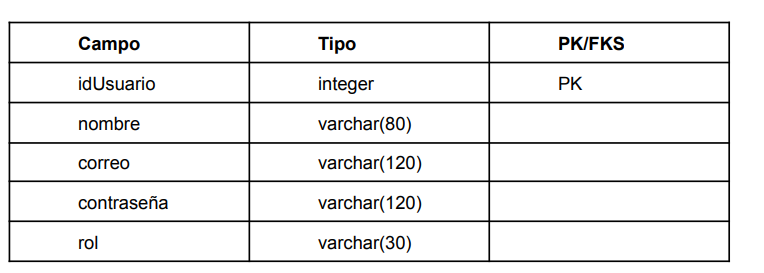 Campo Tipo PK/FKS
idUsuario integer PK
nombre varchar(80)
correo varchar(120)
contraseña varchar(120)
rol varchar(30)